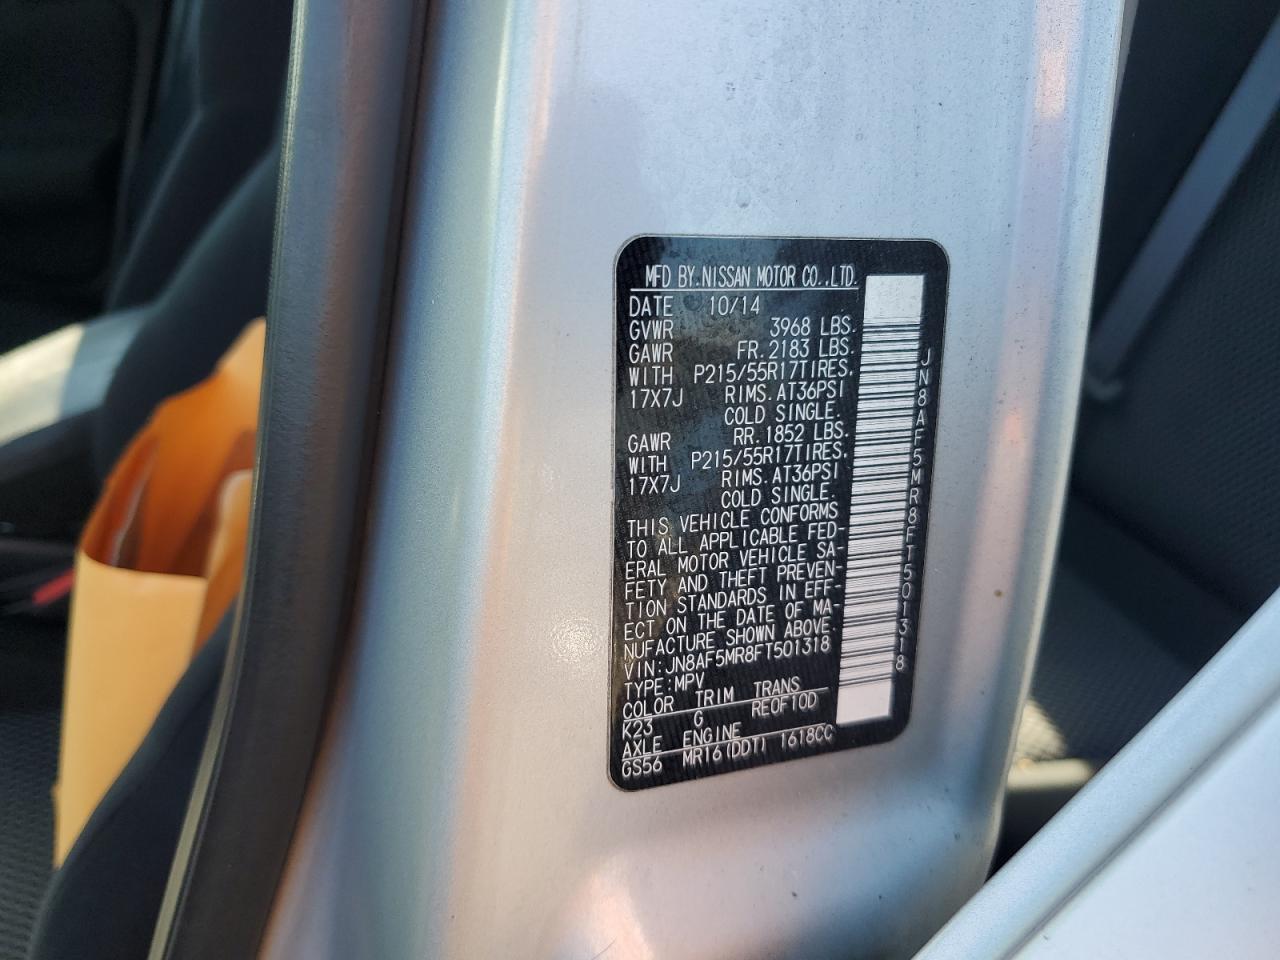 MFD BY:NISSAN MOTOR CO.,LTD.
DATE 10/14
GVWR 3968 LBS.
GAWR FR.2183 LBS.
WITH P215/55R17TIRES.
17X7J RIMS.AT36PSI
COLD SINGLE.
GAWR RR.1852 LBS.
WITH P215/55R17TIRES.
17X7J RIMS.AT36PSI
COLD SINGLE.
THIS VEHICLE CONFORMS
TO ALL APPLICABLE FED-
ERAL MOTOR VEHICLE SA-
FETY AND THEFT PREVEN-
TION STANDARDS IN EFF-
ECT ON THE DATE OF MA-
NUFACTURE SHOWN ABOVE.
VIN:JN8AF5MR8FT501318
TYPE:MPV
COLOR TRIM TRANS
K23 G RE0F10D
AXLE ENGINE
GS56 MR16(DDT) 1618CC
JN8AF5MR8FT501318